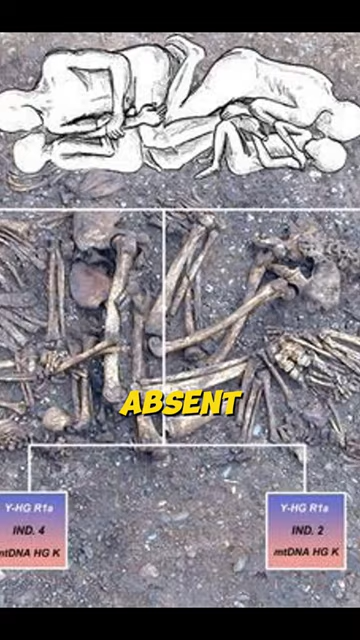 ABSENT
Y-HG R1a
IND. 4
mtDNA HG K
Y-HG R1a
IND. 2
mtDNA HG K